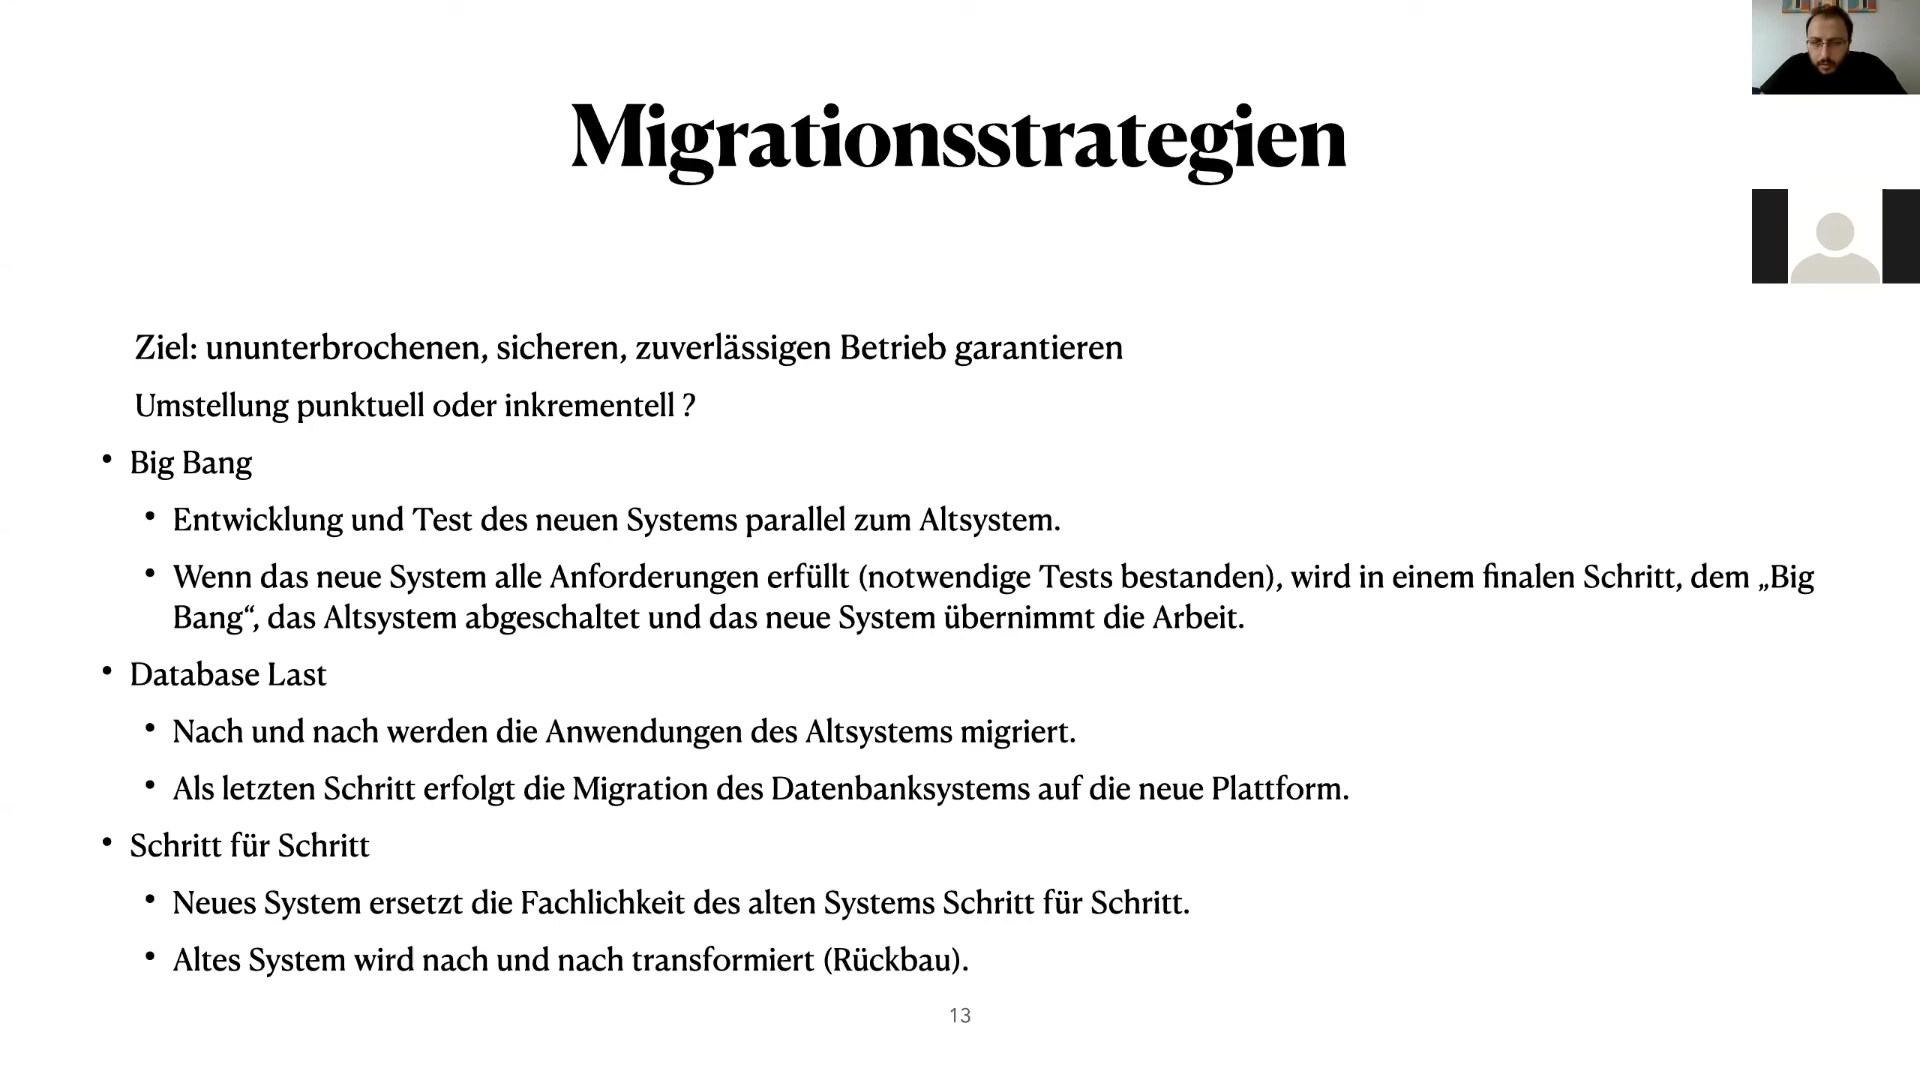 Migrationsstrategien
Ziel: ununterbrochenen, sicheren, zuverlässigen Betrieb garantieren
Umstellung punktuell oder inkrementell ?
• Big Bang
• Entwicklung und Test des neuen Systems parallel zum Altsystem.
• Wenn das neue System alle Anforderungen erfüllt (notwendige Tests bestanden), wird in einem finalen Schritt, dem „Big
Bang“, das Altsystem abgeschaltet und das neue System übernimmt die Arbeit.
• Database Last
• Nach und nach werden die Anwendungen des Altsystems migriert.
• Als letzten Schritt erfolgt die Migration des Datenbanksystems auf die neue Plattform.
• Schritt für Schritt
• Neues System ersetzt die Fachlichkeit des alten Systems Schritt für Schritt.
• Altes System wird nach und nach transformiert (Rückbau).
13